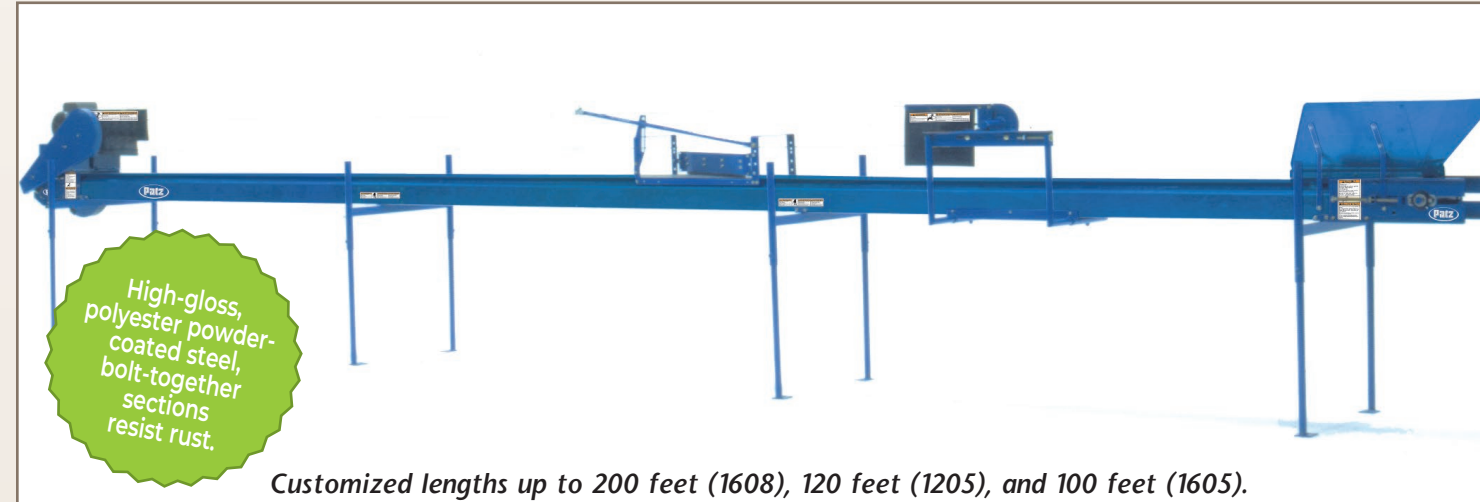 Patz
Patz
High-gloss,
polyester powder-
coated steel,
bolt-together
sections
resist rust.
Customized lengths up to 200 feet (1608), 120 feet (1205), and 100 feet (1605).